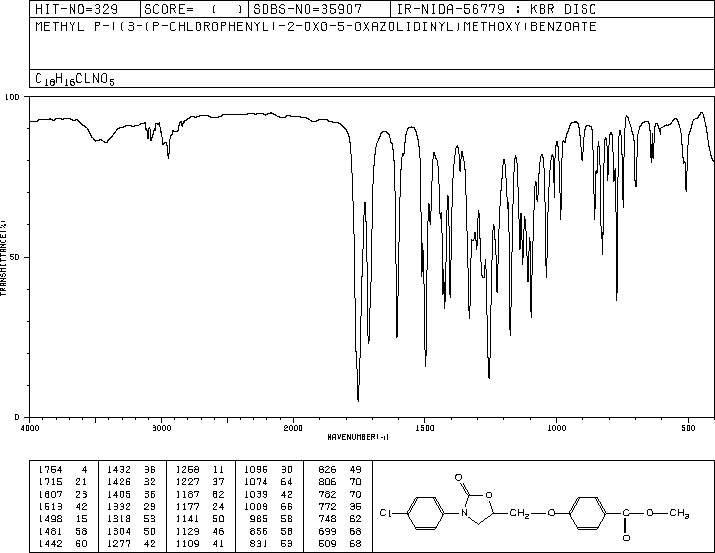 HIT-NO=329 SCORE= ( ) SDBS-NO=35907 IR-NIDA-56779 : KBR DISC
METHYL P-((3-(P-CHLOROPHENYL)-2-OXO-5-OXAZOLIDINYL)METHOXY)BENZOATE
C18H16CLNO5
100
50
0
TRANSMITTANCE(%)
4000 3000 2000 1500 1000 500
WAVENUMBER(-1)
1754 4 1432 36 1258 11 1096 30 826 49
1715 21 1426 32 1227 37 1074 64 806 70
1607 23 1405 36 1187 62 1039 42 782 70
1513 42 1332 29 1177 24 1009 66 772 35
1498 15 1318 53 1141 50 985 58 748 62
1481 58 1304 50 1129 46 856 58 699 68
1442 60 1277 42 1109 41 831 59 509 68
O
O
Cl N CH2 O C O CH3
O